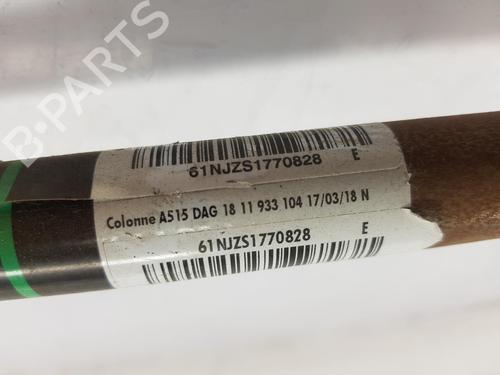 B-PARTS
61NJZS1770828 E
Colonne A515 DAG 18 11 933 104 17/03/18 N
61NJZS1770828 E